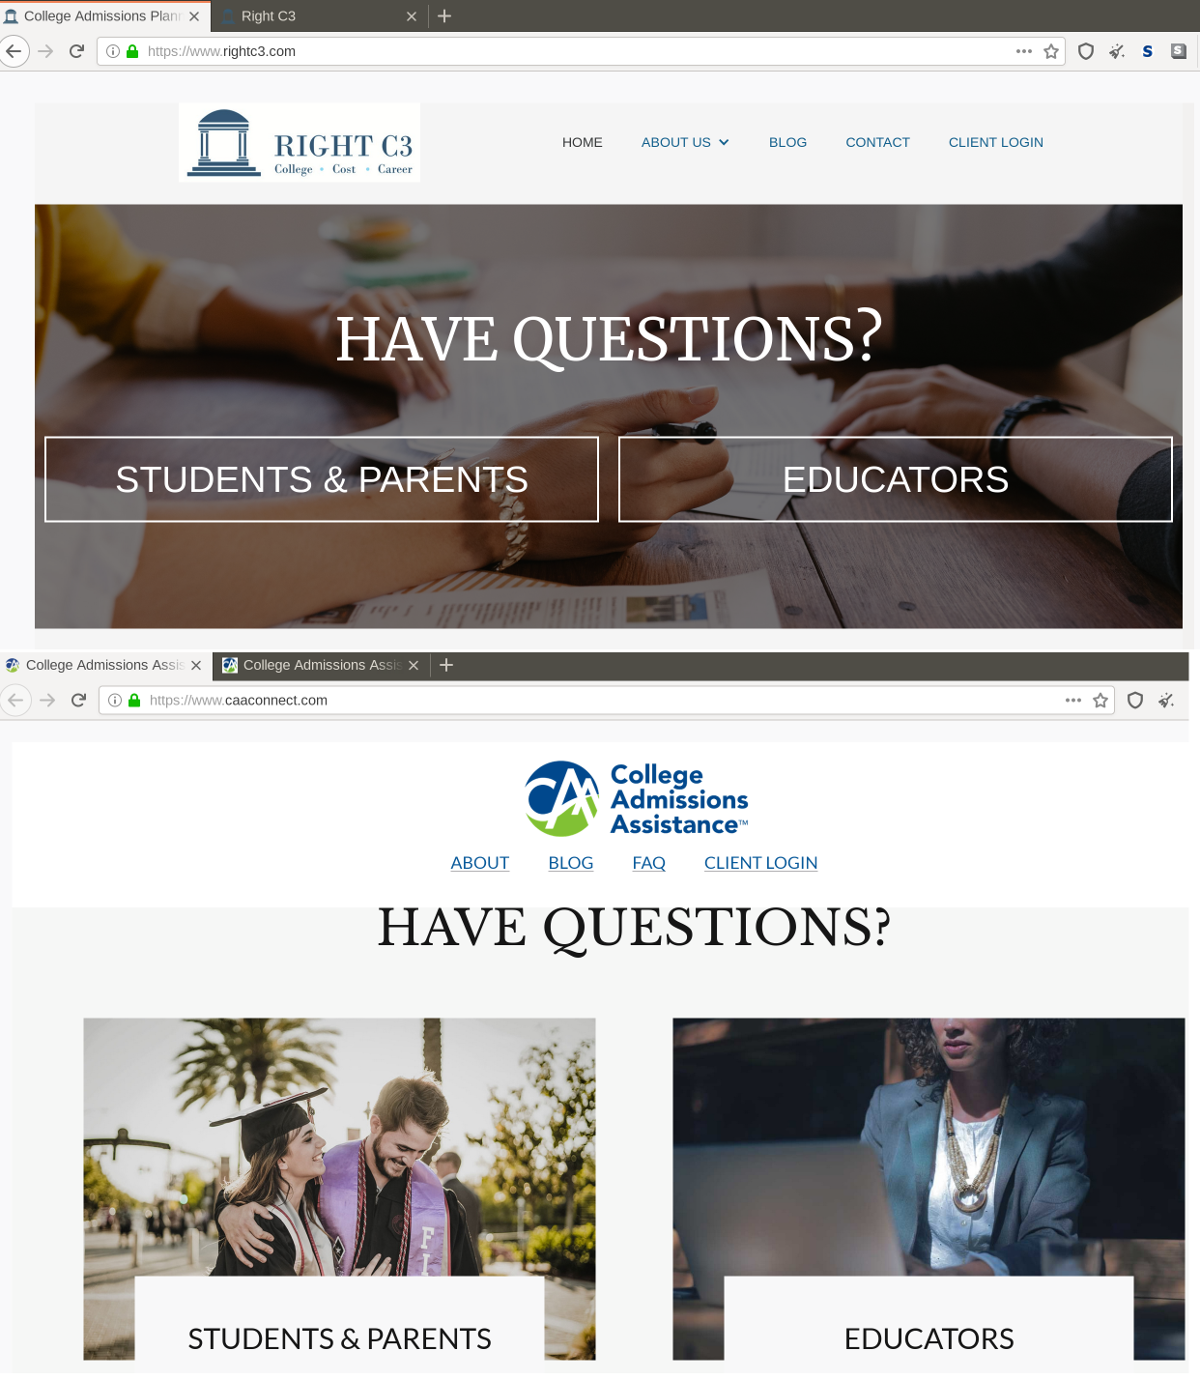 College Admissions Plann
Right C3
https://www.rightc3.com
S
S
RIGHT C3
College • Cost • Career
HOME
ABOUT US
BLOG
CONTACT
CLIENT LOGIN
HAVE QUESTIONS?
STUDENTS & PARENTS
EDUCATORS
College Admissions Assis
College Admissions Assis
https://www.caaconnect.com
CAA
College
Admissions
Assistance™
ABOUT
BLOG
FAQ
CLIENT LOGIN
HAVE QUESTIONS?
STUDENTS & PARENTS
EDUCATORS